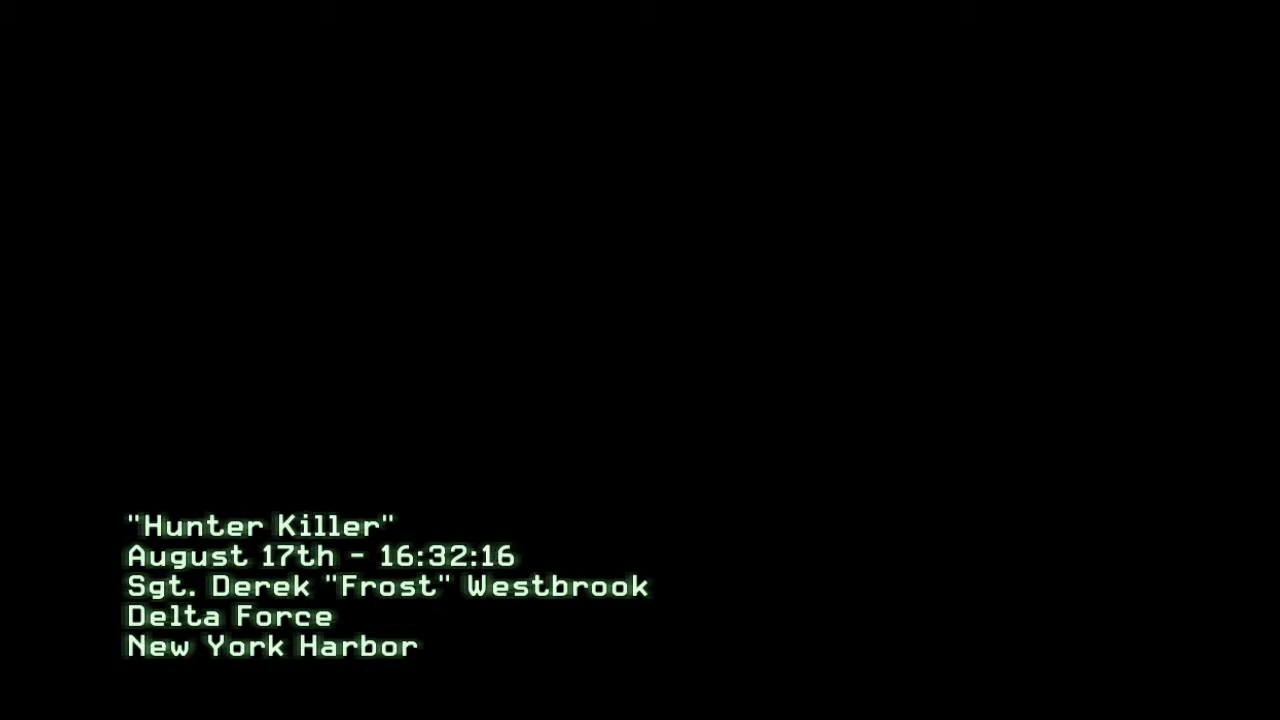 "Hunter Killer"
August 17th - 16:32:16
Sgt. Derek "Frost" Westbrook
Delta Force
New York Harbor